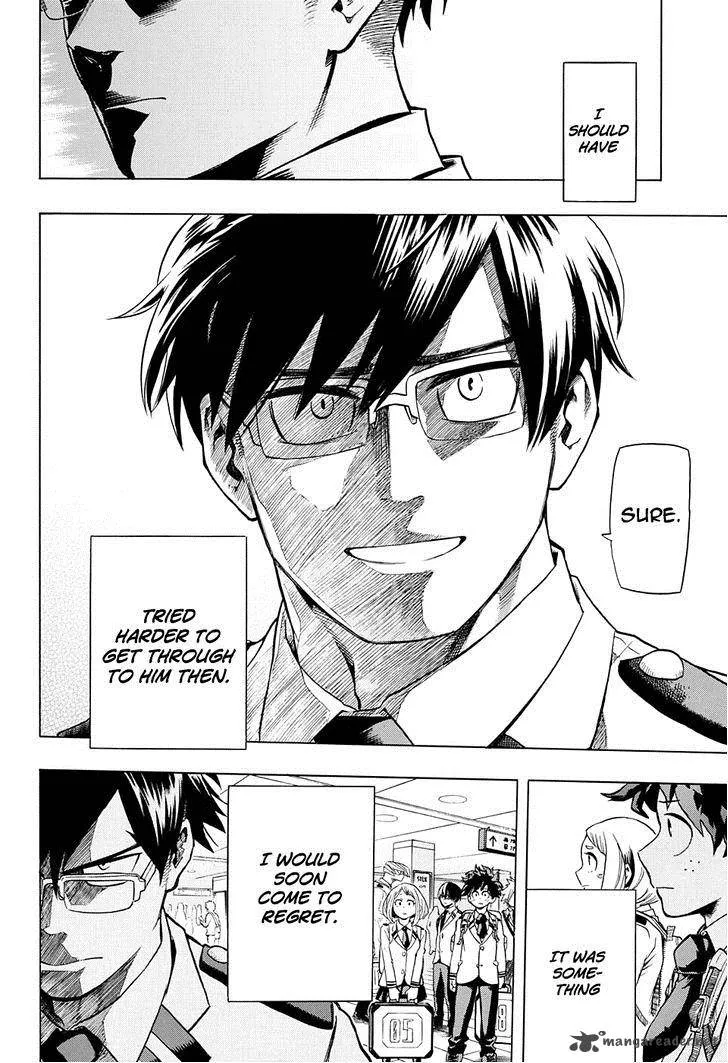 I
SHOULD
HAVE
SURE.
TRIED
HARDER TO
GET THROUGH
TO HIM THEN.
IT WAS
SOME-
THING
I WOULD
SOON
COME TO
REGRET.
05
8
mangareader.net